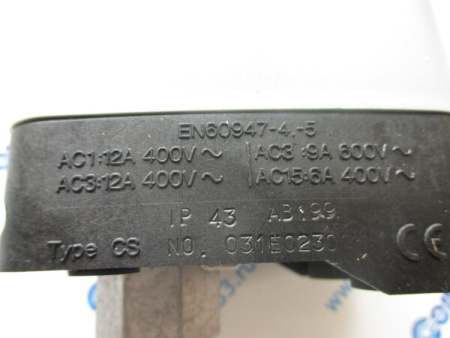 EN60947-4,-5
AC1:12A 400V~ AC3:9A 600V~
AC3:12A 400V~ AC15:6A 400V~
IP 43 AB199
Type CS NO. 031E0230 CE